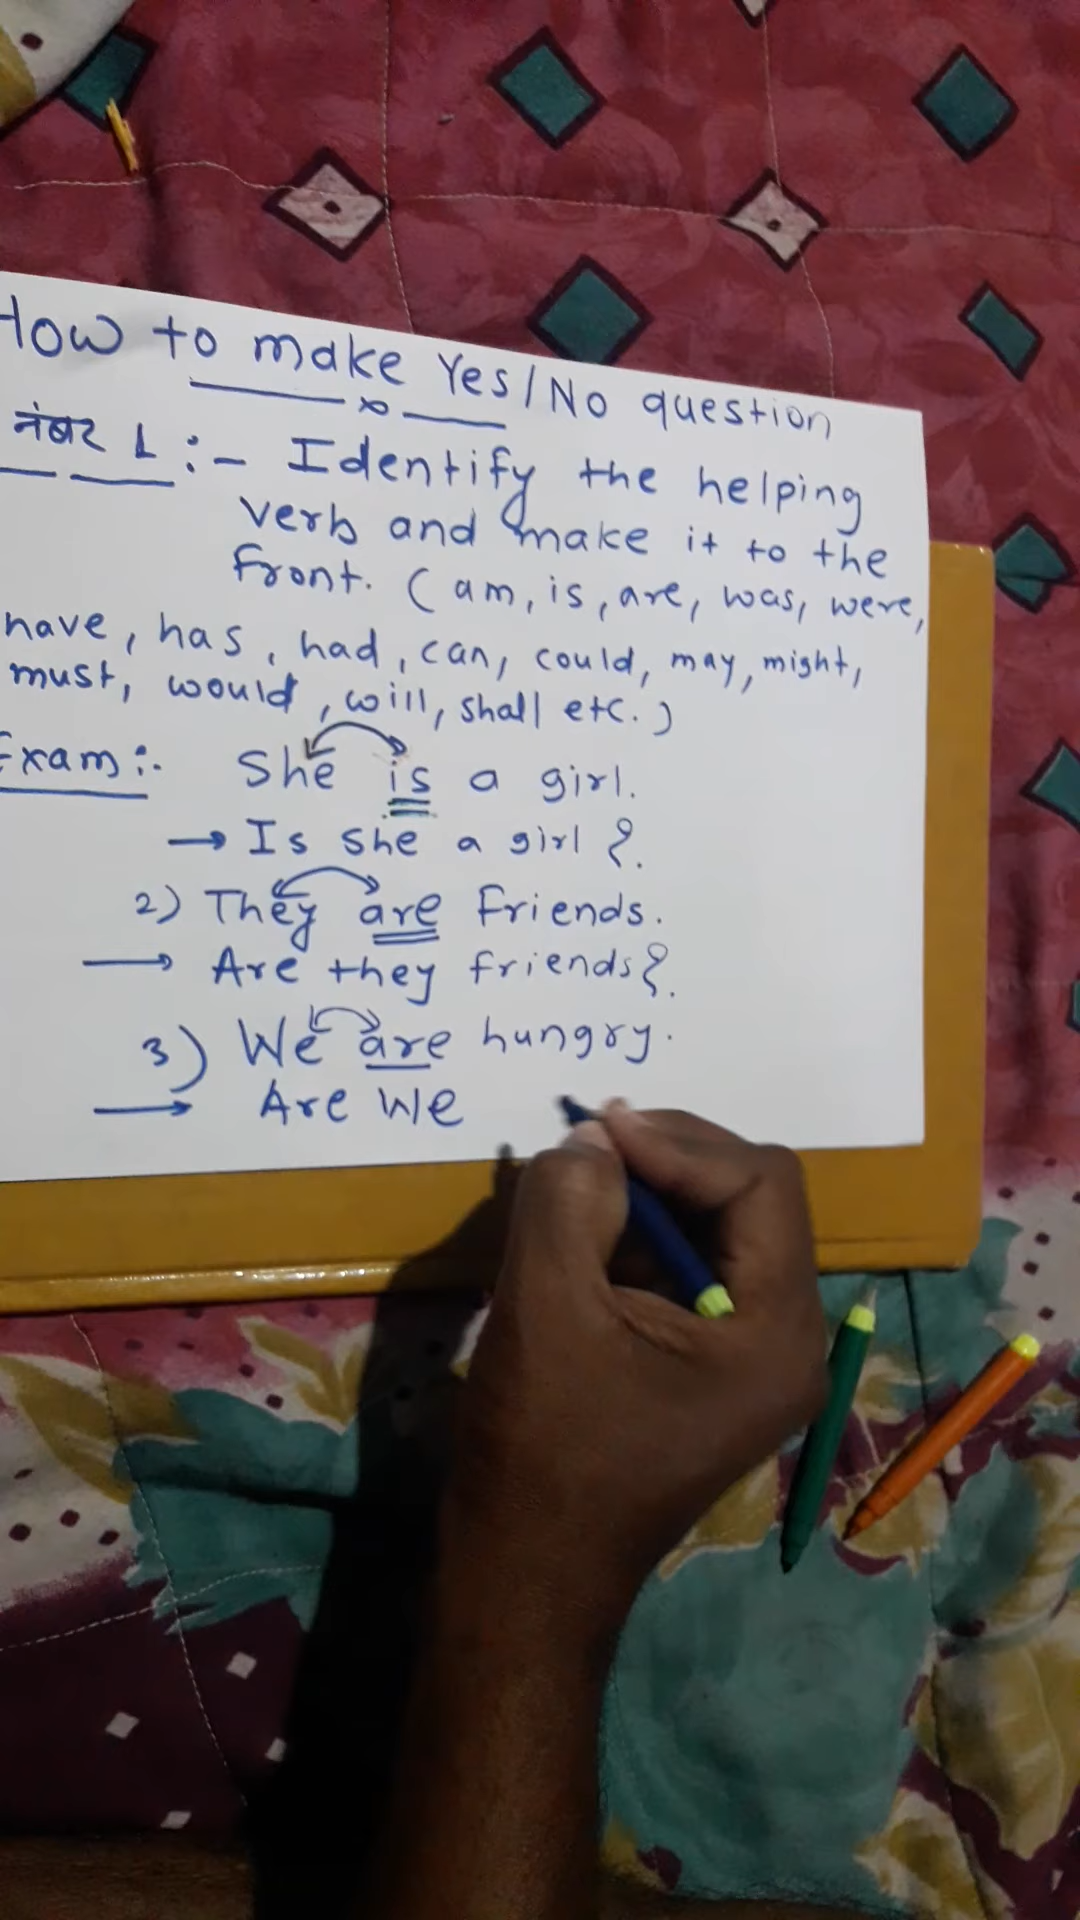 How to make Yes/No question
नंबर 1 :- Identify the helping
verb and make it to the
front. (am, is, are, was, were,
have, has, had, can, could, may, might,
must, would, will, shall etc.)
Exam:- She is a girl.
→ Is she a girl ?
2) They are friends.
→ Are they friends?
3) We are hungry.
→ Are we